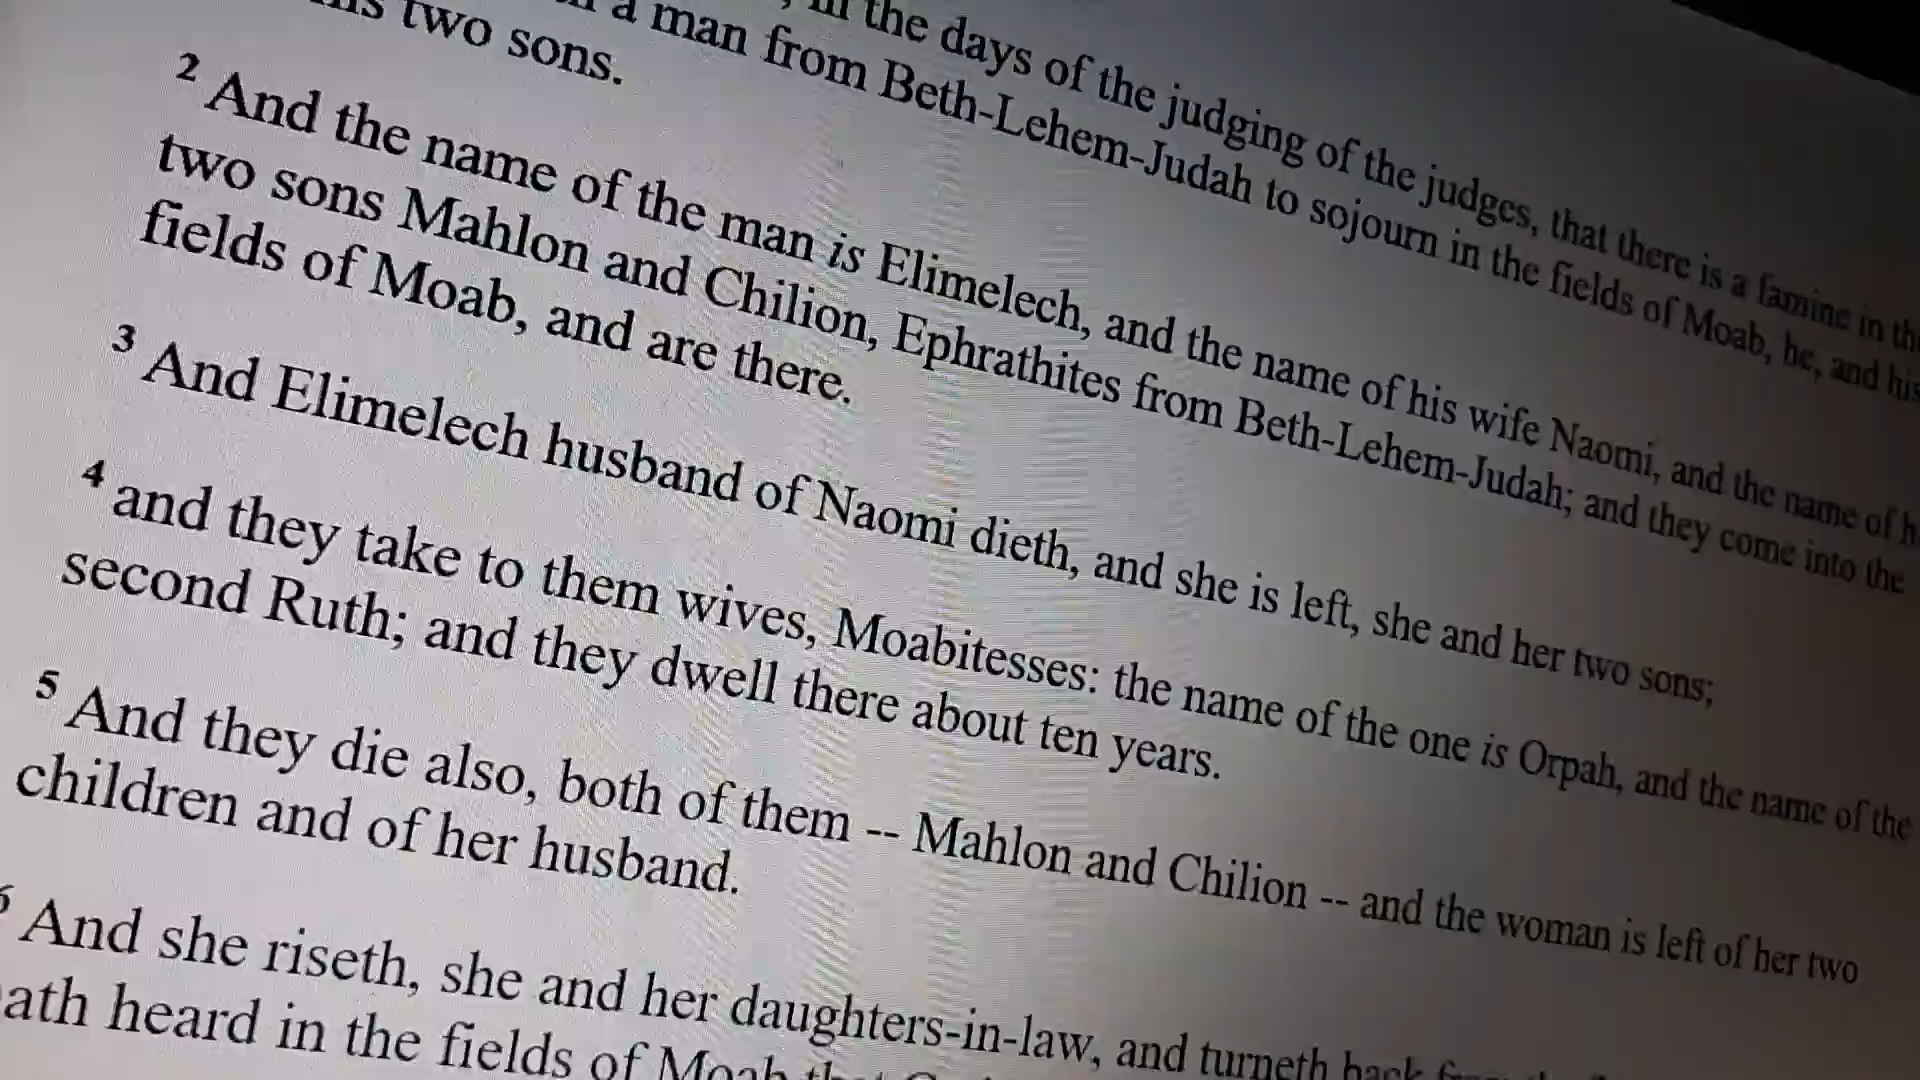 in the days of the judging of the judges, that there is a famine in
a man from Beth-Lehem-Judah to sojourn in the fields of Moab, he, and his
two sons.
2 And the name of the man is Elimelech, and the name of his wife Naomi, and the name of
two sons Mahlon and Chilion, Ephrathites from Beth-Lehem-Judah; and they come into the
fields of Moab, and are there.
3 And Elimelech husband of Naomi dieth, and she is left, she and her two sons;
4 and they take to them wives, Moabitesses: the name of the one is Orpah, and the name of the
second Ruth; and they dwell there about ten years.
5 And they die also, both of them -- Mahlon and Chilion -- and the woman is left of her two
children and of her husband.
6 And she riseth, she and her daughters-in-law, and turneth back
ath heard in the fields of Moab